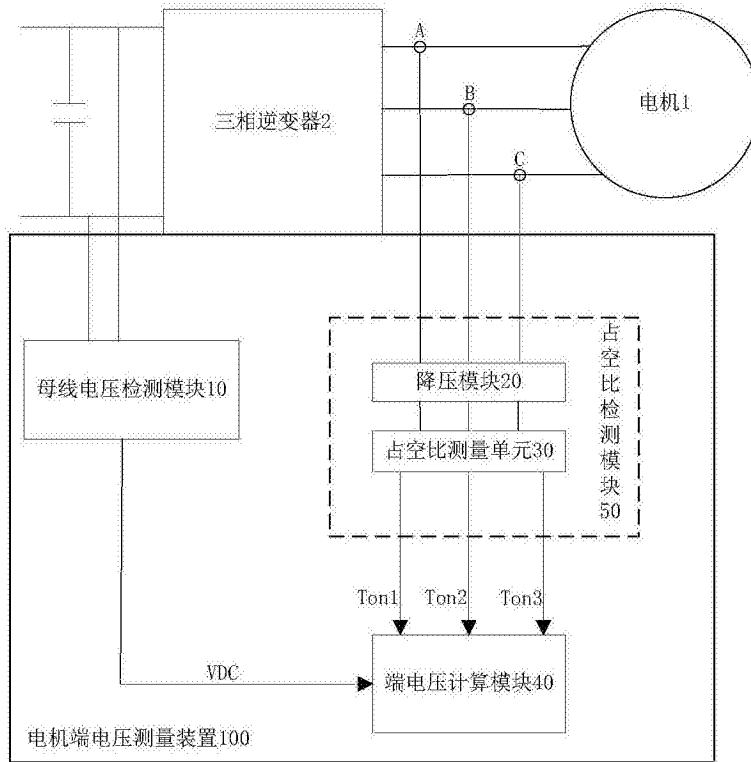 A
B
C
三相逆变器2
电机1
母线电压检测模块10
降压模块20
占空比测量单元30
占空比检测模块50
Ton1
Ton2
Ton3
VDC
端电压计算模块40
电机端电压测量装置100